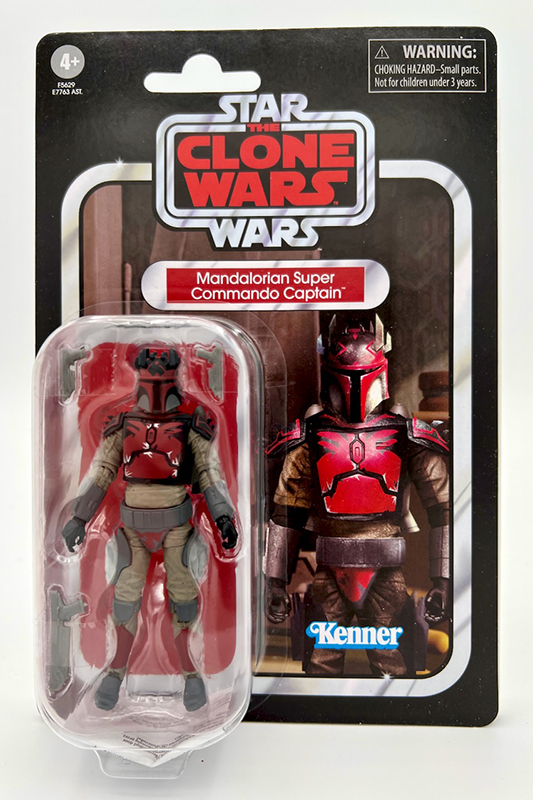 4+
F5629
E7763 AST.
WARNING:
CHOKING HAZARD–Small parts.
Not for children under 3 years.
STAR
THE
CLONE
WARS™
WARS
Mandalorian Super
Commando Captain™
Kenner